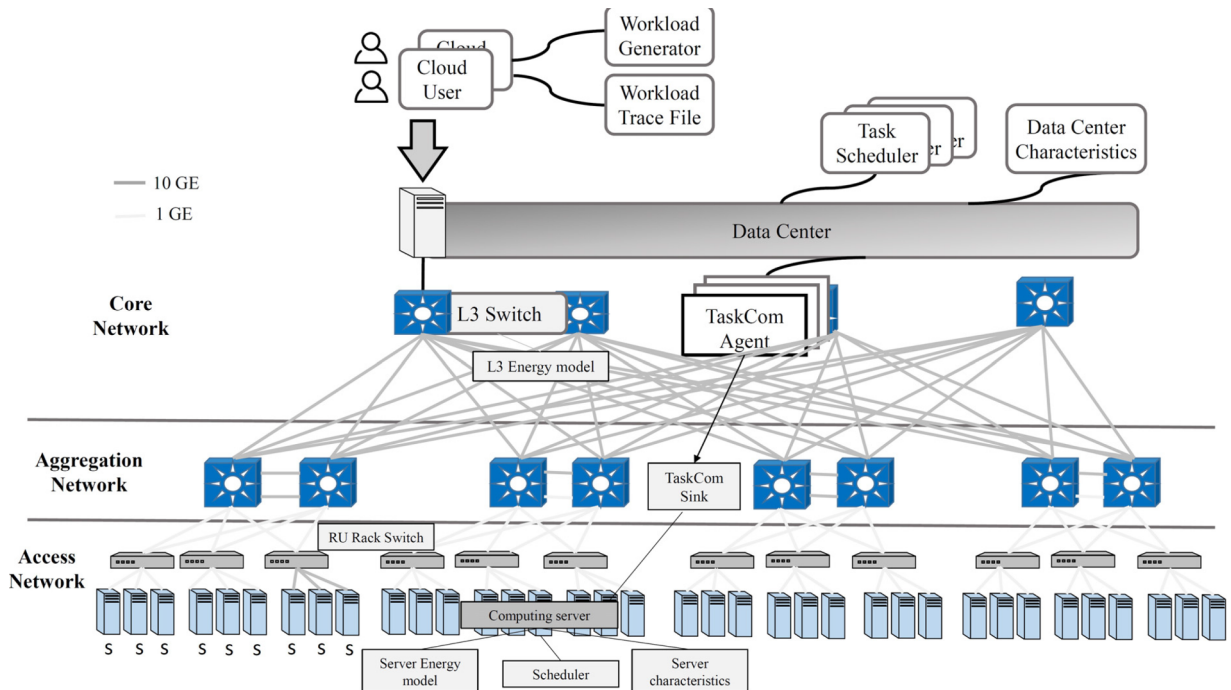 Workload
Generator
Cloud
Cloud
User
Workload
Trace File
Task
Scheduler
er
er
Data Center
Characteristics
10 GE
1 GE
Data Center
Core
Network
L3 Switch
TaskCom
Agent
L3 Energy model
Aggregation
Network
TaskCom
Sink
RU Rack Switch
Access
Network
Computing server
S S S S S S S S S
Server Energy
model
Scheduler
Server
characteristics